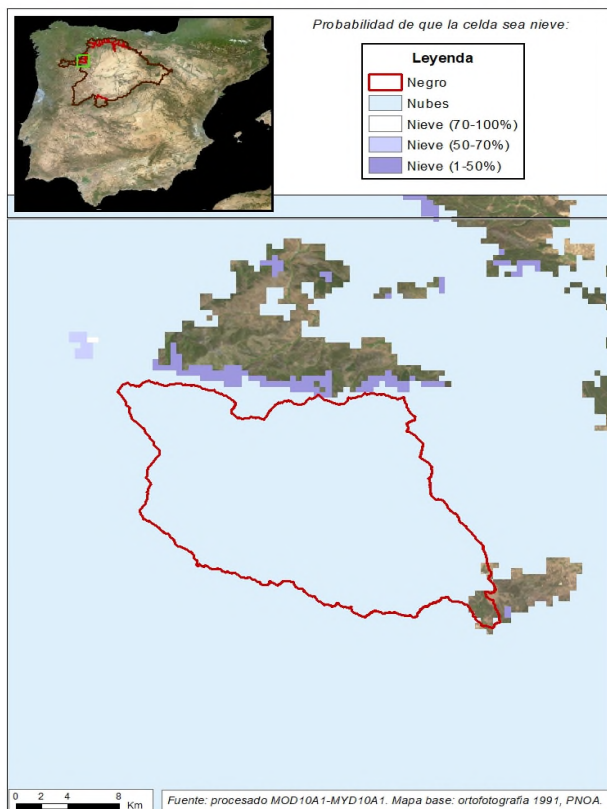 Probabilidad de que la celda sea nieve:
Leyenda
Negro
Nubes
Nieve (70-100%)
Nieve (50-70%)
Nieve (1-50%)
0 2 4 8
Km
Fuente: procesado MOD10A1-MYD10A1. Mapa base: ortofotografia 1991, PNOA